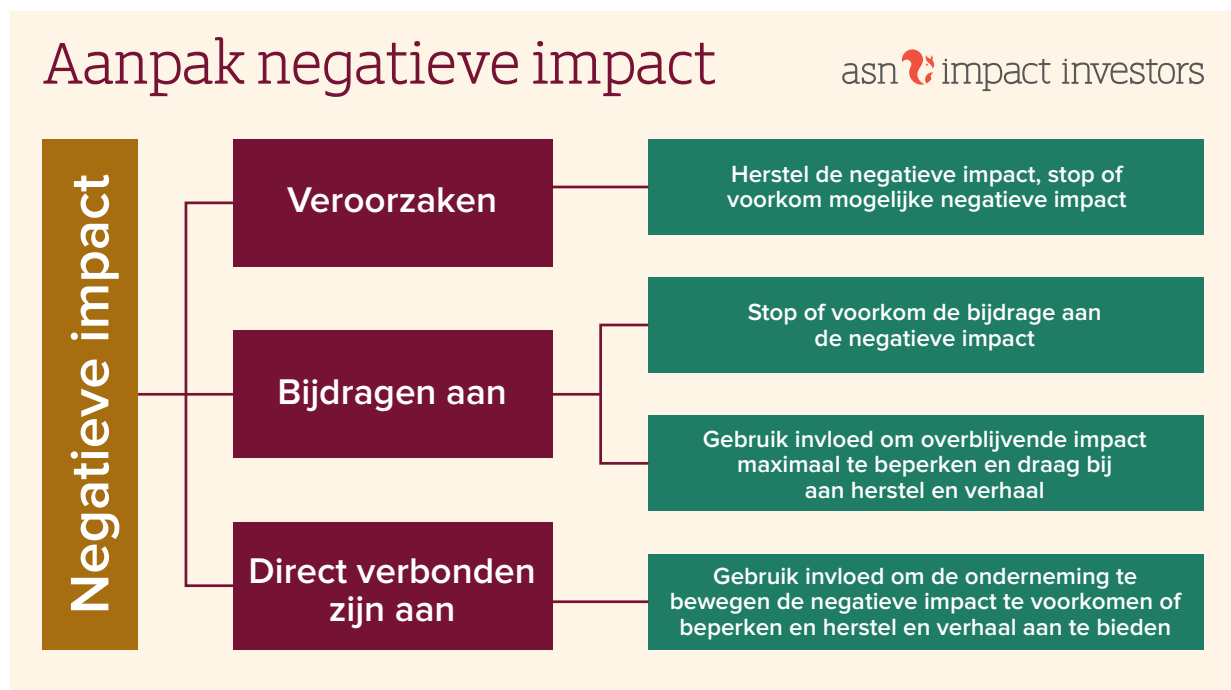 Aanpak negatieve impact
asn impact investors
Negatieve impact
Veroorzaken
Herstel de negatieve impact, stop of
voorkom mogelijke negatieve impact
Bijdragen aan
Stop of voorkom de bijdrage aan
de negatieve impact
Gebruik invloed om overblijvende impact
maximaal te beperken en draag bij
aan herstel en verhaal
Direct verbonden
zijn aan
Gebruik invloed om de onderneming te
bewegen de negatieve impact te voorkomen of
beperken en herstel en verhaal aan te bieden